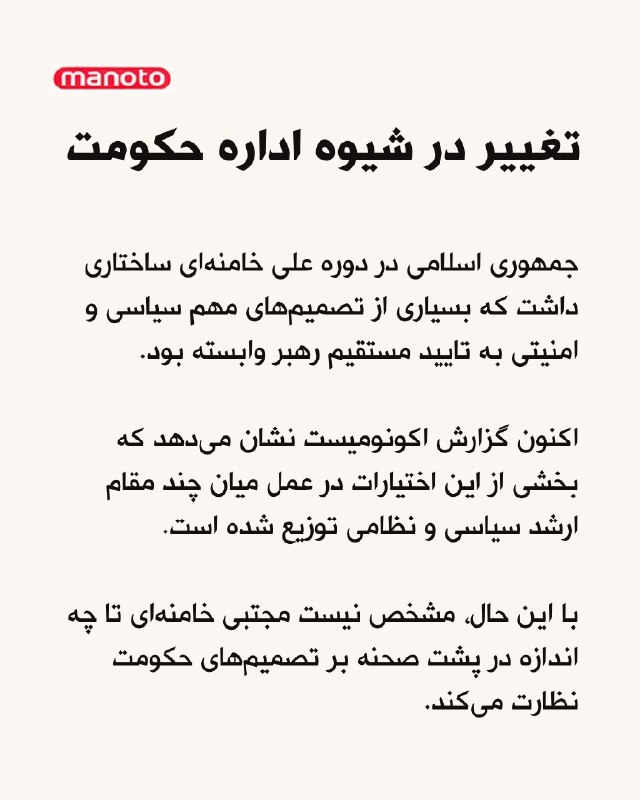 manoto
تغییر در شیوه اداره حکومت
جمهوری اسلامی در دوره علی خامنه‌ای ساختاری
داشت که بسیاری از تصمیم‌های مهم سیاسی و
امنیتی به تایید مستقیم رهبر وابسته بود.
اکنون گزارش اکونومیست نشان می‌دهد که
بخشی از این اختیارات در عمل میان چند مقام
ارشد سیاسی و نظامی توزیع شده است.
با این حال، مشخص نیست مجتبی خامنه‌ای تا چه
اندازه در پشت صحنه بر تصمیم‌های حکومت
نظارت می‌کند.